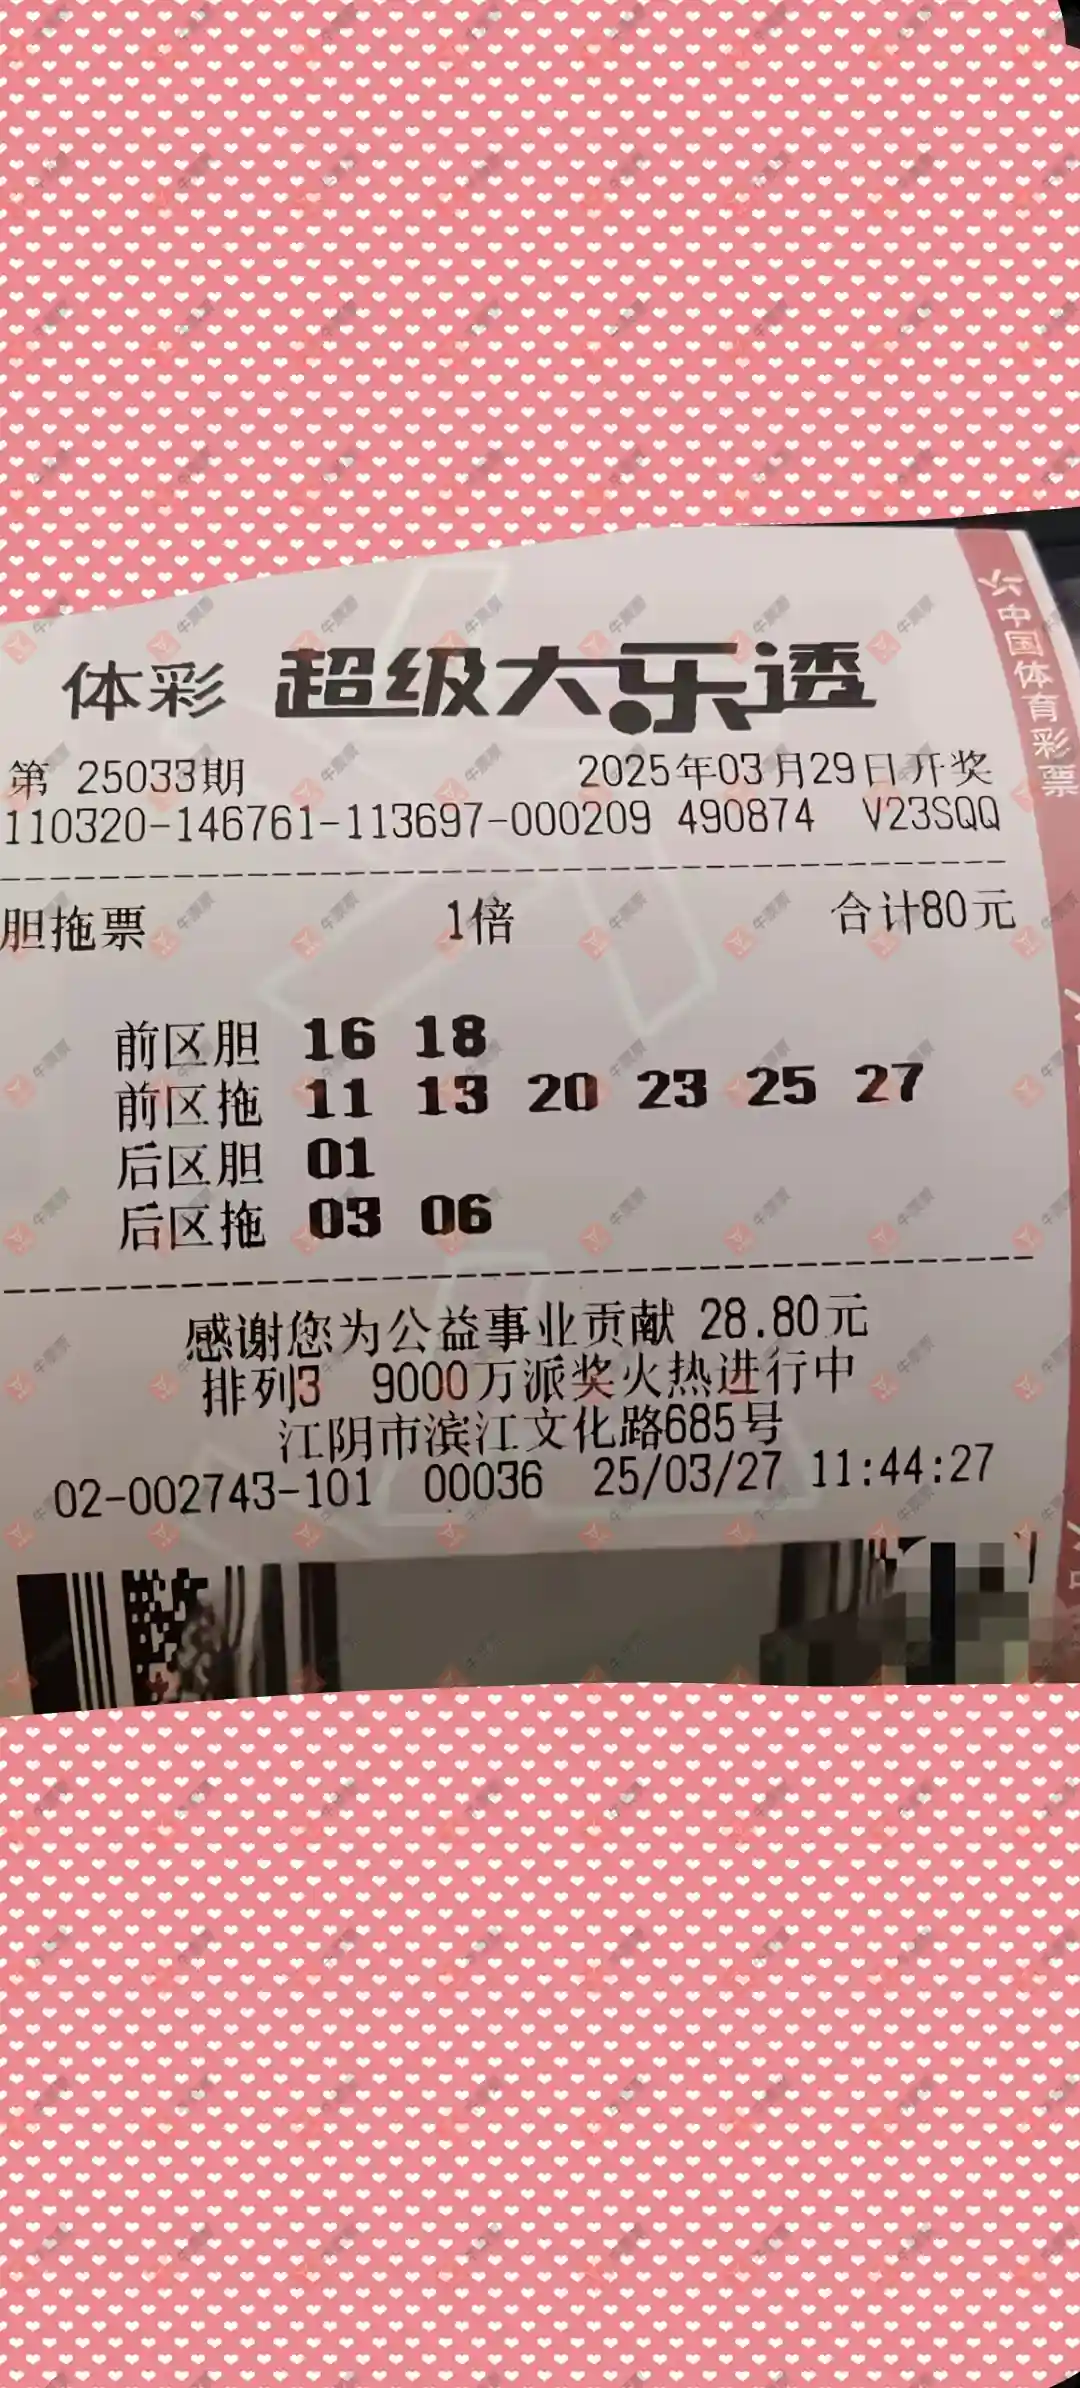 体彩 超级大乐透
第 25033期 2025年03月29日开奖
110320-146761-113697-000209 490874 V23SQQ
胆拖票 1倍 合计80元
前区胆 16 18
前区拖 11 13 20 23 25 27
后区胆 01
后区拖 03 06
感谢您为公益事业贡献 28.80元
排列3 9000万派奖火热进行中
江阴市滨江文化路685号
02-002743-101 00036 25/03/27 11:44:27
中国体育彩票